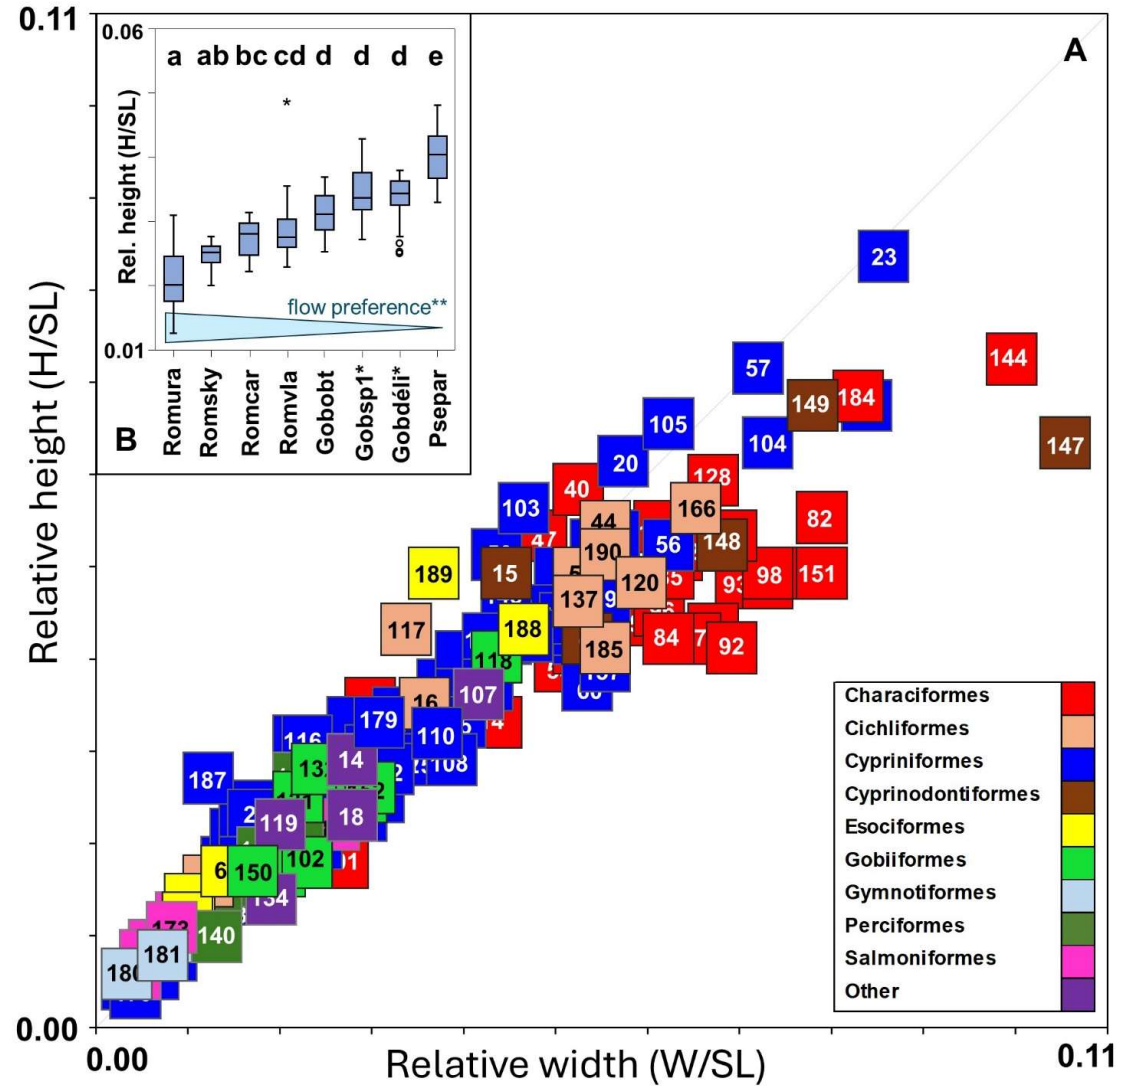 0.11
A
0.06
a ab bc cd d d d e
*
Rel. height (H/SL)
flow preference**
0.01
B
Romura
Romsky
Romcar
Romvla
Gobobt
Gobsp1*
Gobdéli*
Psepar
Relative height (H/SL)
23
144
57
184
149
105
104
147
20
128
40
103
166
82
44
47
56
148
190
189
15
120
98
151
137
93
117
188
84
185
92
118
107
16
179
110
116
14
108
187
119
18
102
6
150
140
173
181
Characiformes
Cichliformes
Cypriniformes
Cyprinodontiformes
Esociformes
Gobiiformes
Gymnotiformes
Perciformes
Salmoniformes
Other
0.00
0.00
Relative width (W/SL)
0.11